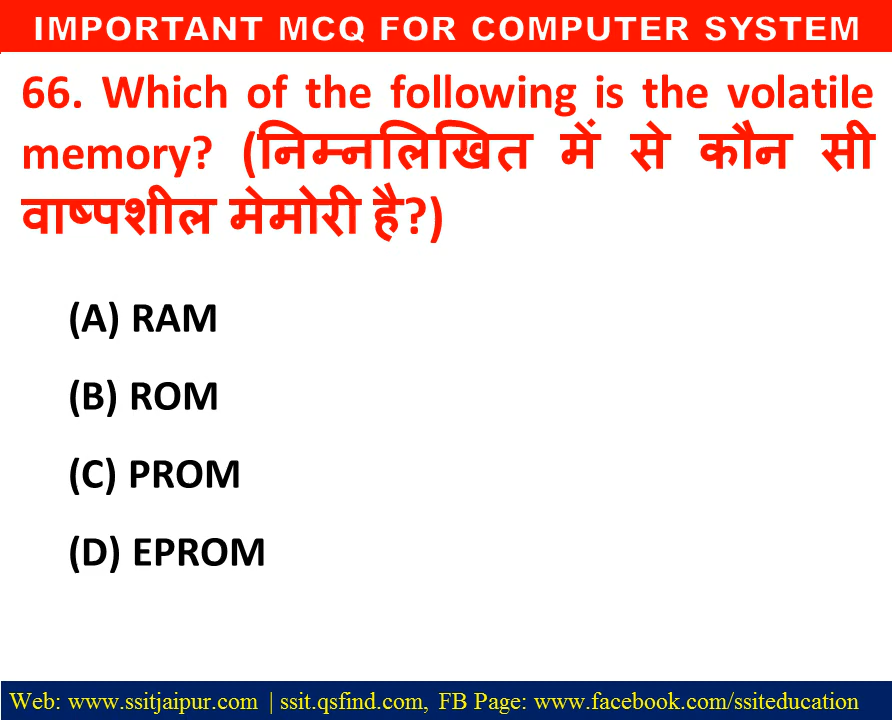 IMPORTANT MCQ FOR COMPUTER SYSTEM
66. Which of the following is the volatile
memory? (निम्नलिखित में से कौन सी
वाष्पशील मेमोरी है?)
(A) RAM
(B) ROM
(C) PROM
(D) EPROM
Web: www.ssitjaipur.com | ssit.qsfind.com, FB Page: www.facebook.com/ssiteducation